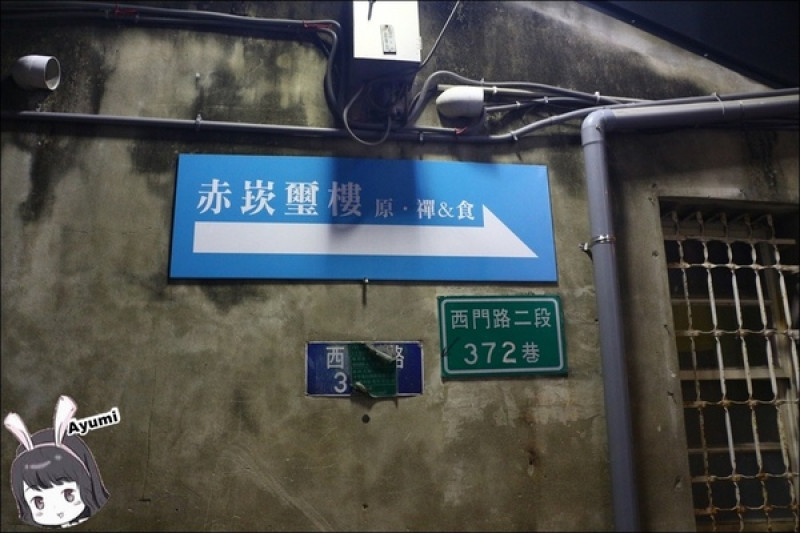 赤崁璽樓 原・禪&食
西門路二段
372巷
西 路
3
Ayumi